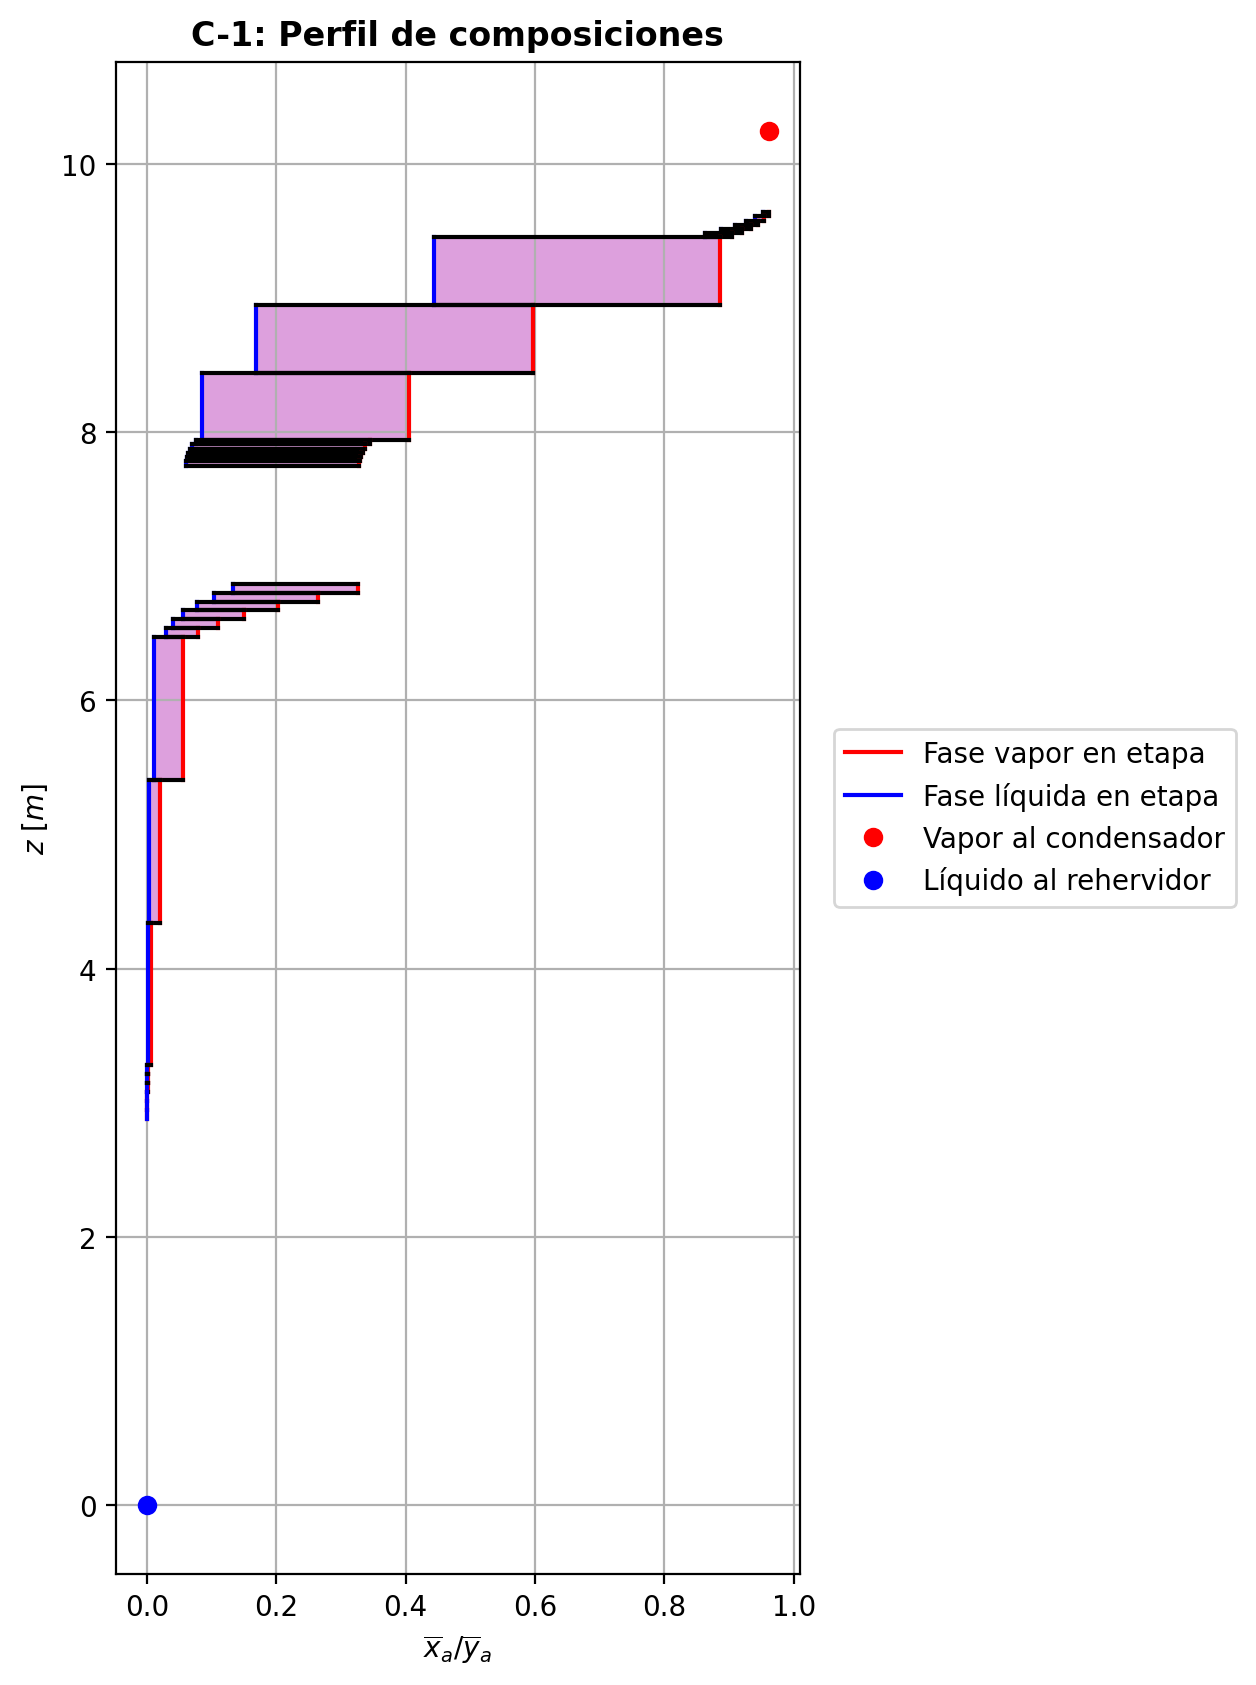 C-1: Perfil de composiciones
10
8
6
4
2
0
z [m]
0.0 0.2 0.4 0.6 0.8 1.0
x̅ₐ/y̅ₐ
Fase vapor en etapa
Fase líquida en etapa
Vapor al condensador
Líquido al rehervidor